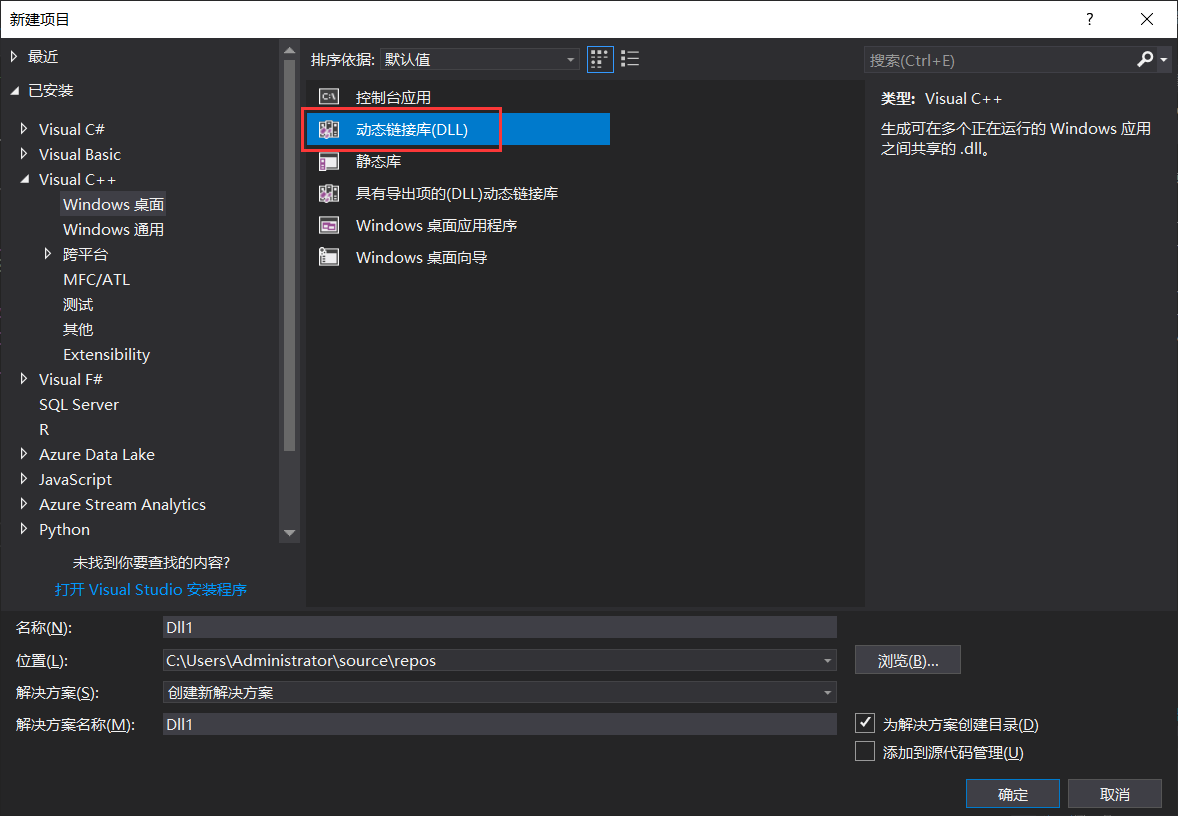 新建项目
?
最近
已安装
Visual C#
Visual Basic
Visual C++
Windows 桌面
Windows 通用
跨平台
MFC/ATL
测试
其他
Extensibility
Visual F#
SQL Server
R
Azure Data Lake
JavaScript
Azure Stream Analytics
Python
未找到你要查找的内容?
打开 Visual Studio 安装程序
排序依据: 默认值
C:\ 控制台应用
动态链接库(DLL)
静态库
具有导出项的(DLL)动态链接库
Windows 桌面应用程序
Windows 桌面向导
搜索(Ctrl+E)
类型: Visual C++
生成可在多个正在运行的 Windows 应用
之间共享的 .dll。
名称(N): Dll1
位置(L): C:\Users\Administrator\source\repos 浏览(B)...
解决方案(S): 创建新解决方案
解决方案名称(M): Dll1
为解决方案创建目录(D)
添加到源代码管理(U)
确定 取消